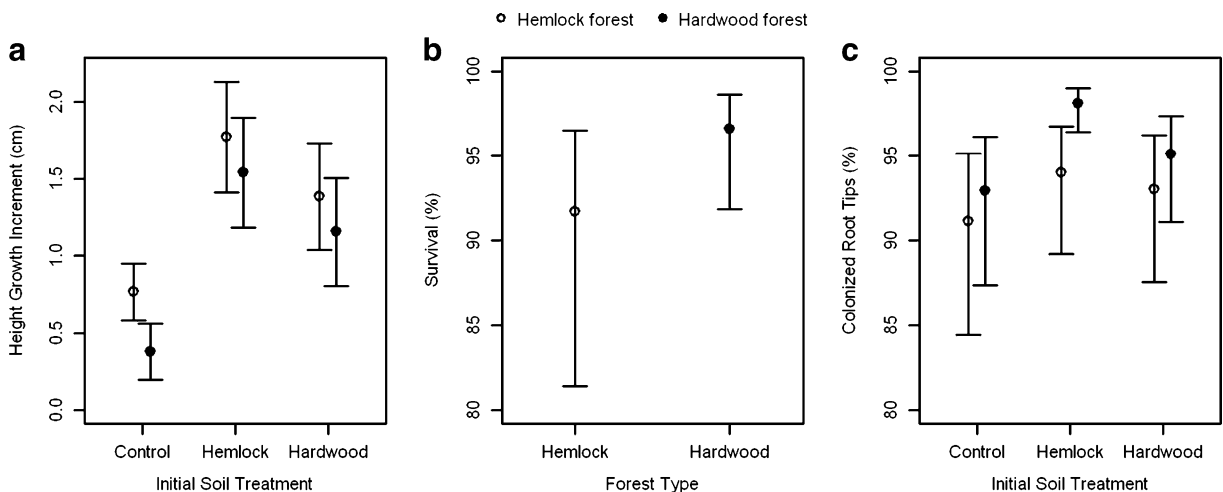 Hemlock forest Hardwood forest
a
Height Growth Increment (cm)
2.0
1.5
1.0
0.5
0.0
Control Hemlock Hardwood
Initial Soil Treatment
b
Survival (%)
100
95
90
85
80
Hemlock Hardwood
Forest Type
c
Colonized Root Tips (%)
100
95
90
85
80
Control Hemlock Hardwood
Initial Soil Treatment